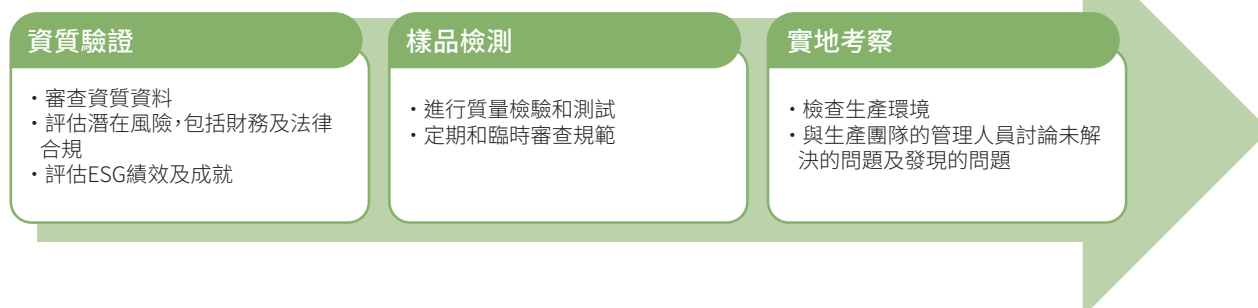 資質驗證
・審查資質資料
・評估潛在風險,包括財務及法律
合規
・評估ESG績效及成就
樣品檢測
・進行質量檢驗和測試
・定期和臨時審查規範
實地考察
・檢查生產環境
・與生產團隊的管理人員討論未解
決的問題及發現的問題